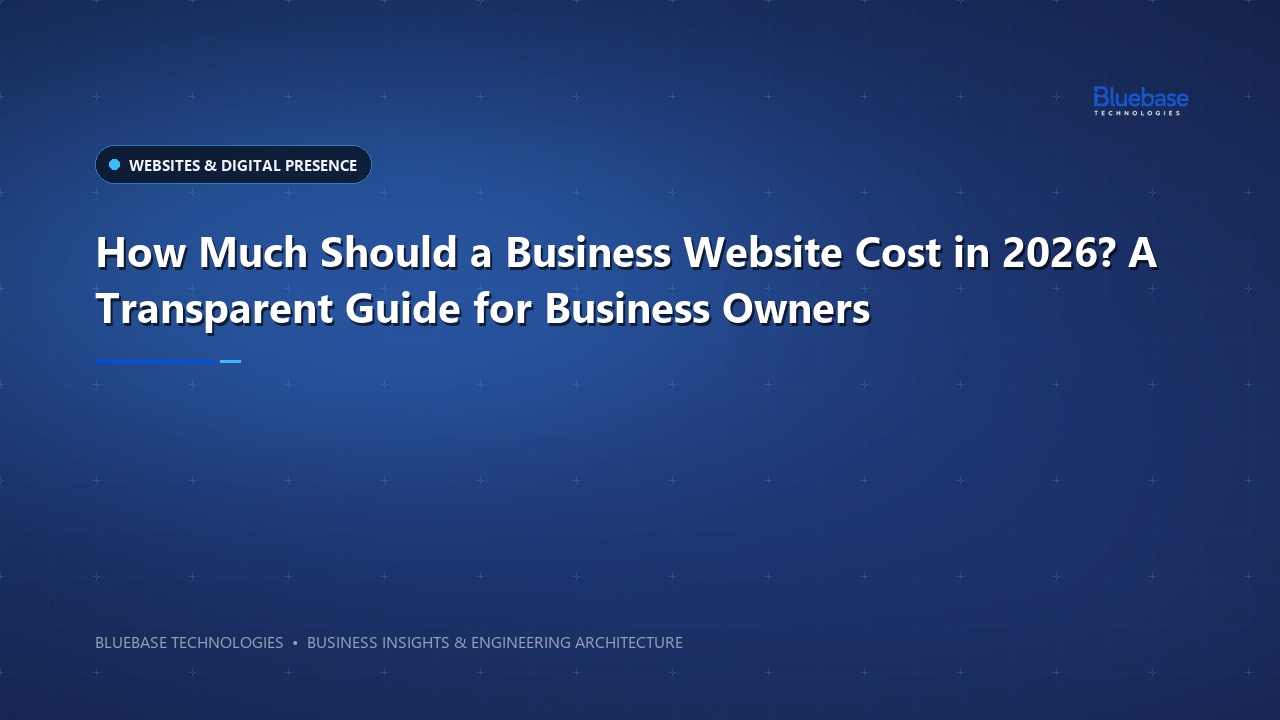 Bluebase
TECHNOLOGIES
WEBSITES & DIGITAL PRESENCE
How Much Should a Business Website Cost in 2026? A
Transparent Guide for Business Owners
BLUEBASE TECHNOLOGIES • BUSINESS INSIGHTS & ENGINEERING ARCHITECTURE